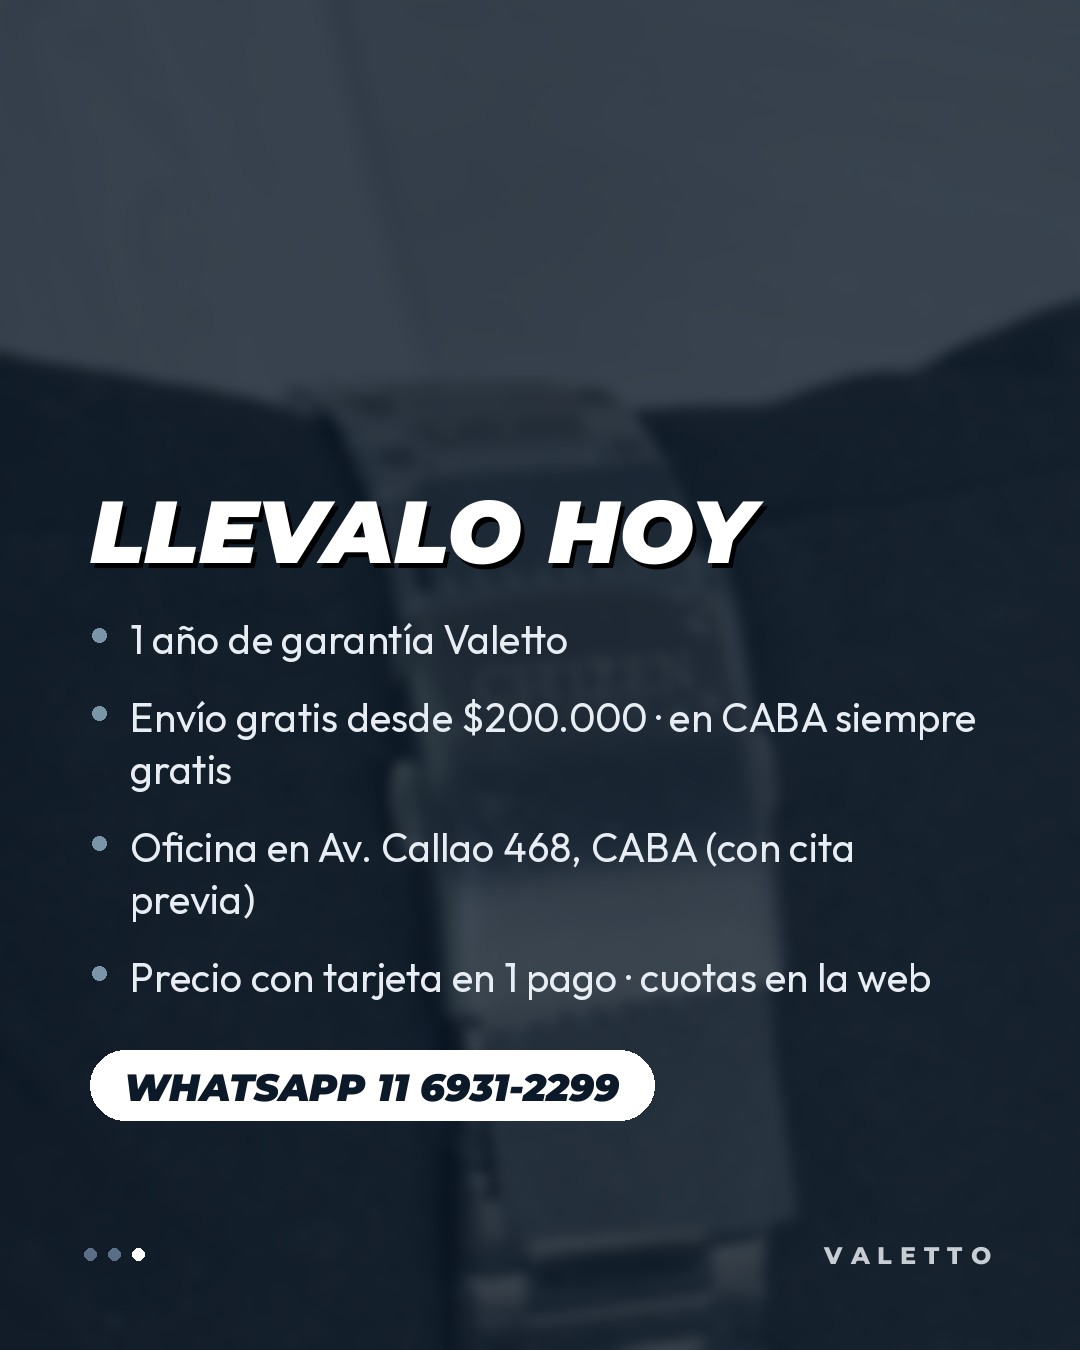 LLEVALO HOY
1 año de garantía Valetto
Envío gratis desde $200.000 · en CABA siempre
gratis
Oficina en Av. Callao 468, CABA (con cita
previa)
Precio con tarjeta en 1 pago · cuotas en la web
WHATSAPP 11 6931-2299
VALETTO
CITIZEN